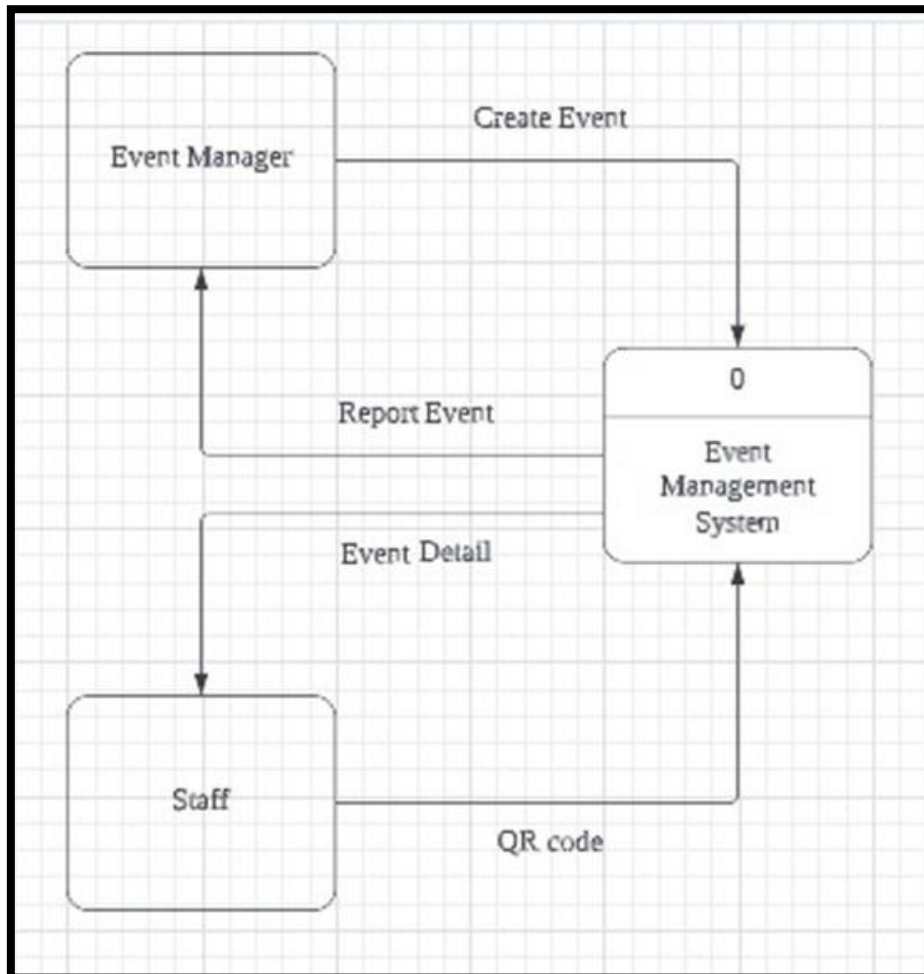 Create Event
Event Manager
0
Report Event
Event
Management
System
Event Detail
Staff
QR code